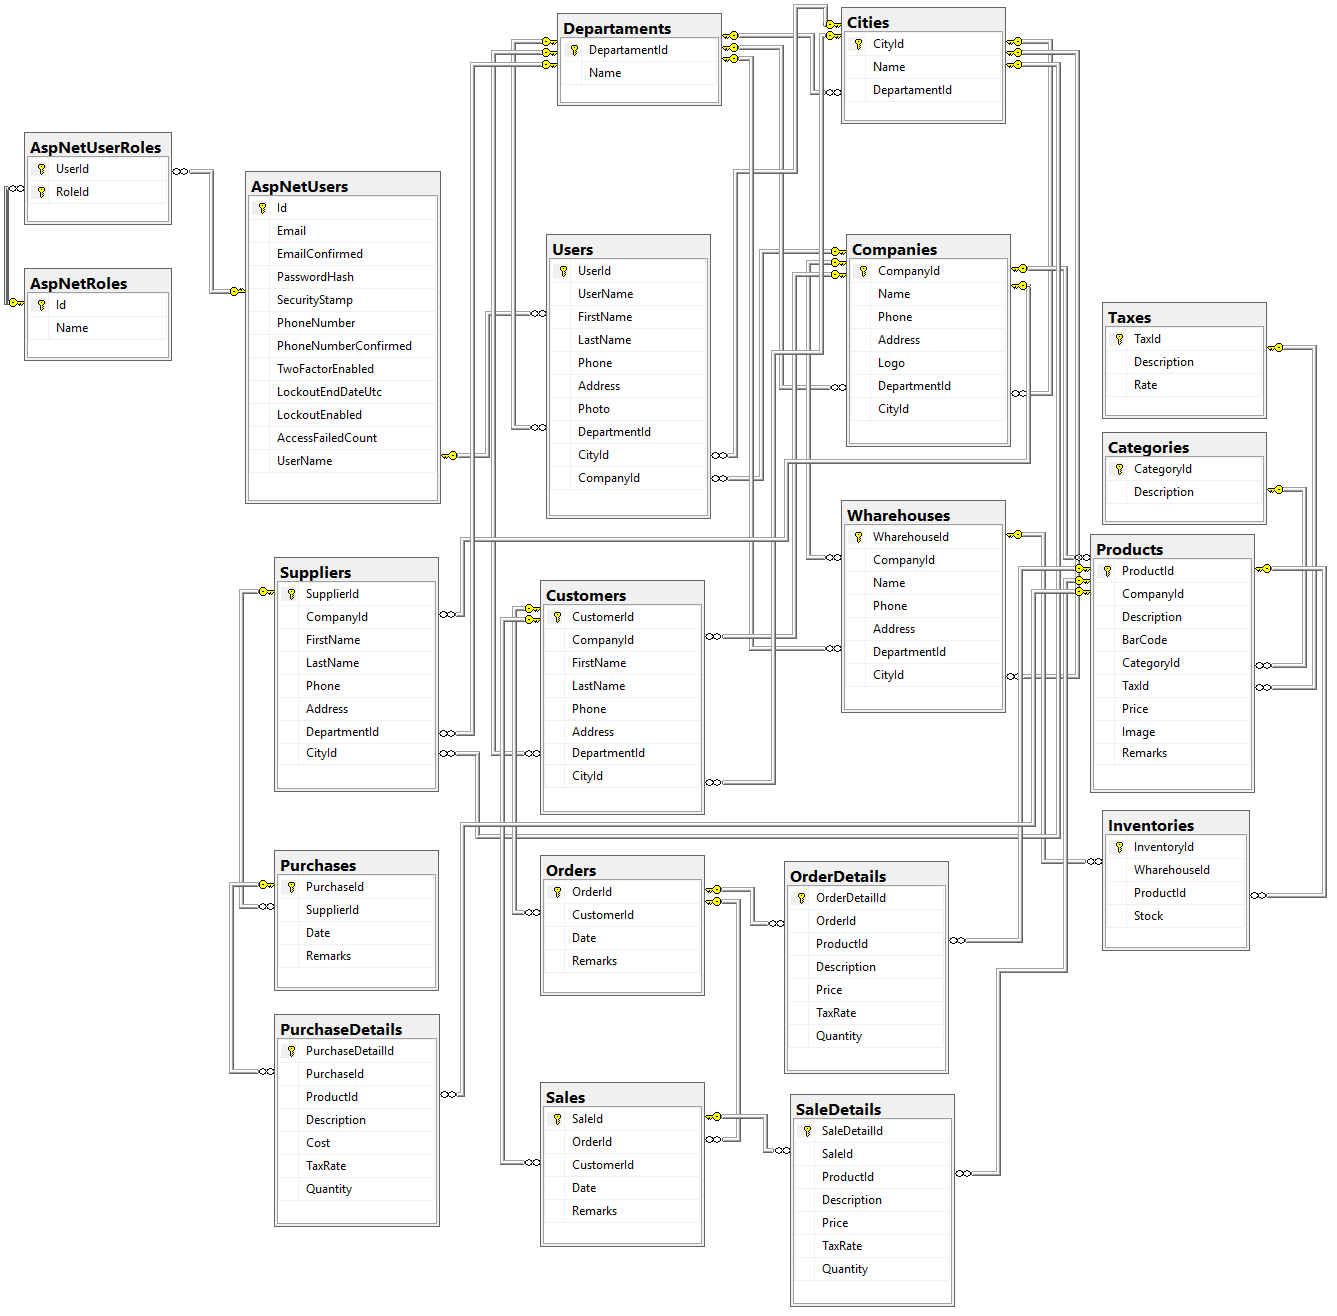 Departaments
DepartamentId
Name
Cities
CityId
Name
DepartamentId
AspNetUserRoles
UserId
RoleId
AspNetRoles
Id
Name
AspNetUsers
Id
Email
EmailConfirmed
PasswordHash
SecurityStamp
PhoneNumber
PhoneNumberConfirmed
TwoFactorEnabled
LockoutEndDateUtc
LockoutEnabled
AccessFailedCount
UserName
Users
UserId
UserName
FirstName
LastName
Phone
Address
Photo
DepartmentId
CityId
CompanyId
Companies
CompanyId
Name
Phone
Address
Logo
DepartmentId
CityId
Taxes
TaxId
Description
Rate
Categories
CategoryId
Description
Wharehouses
WharehouseId
CompanyId
Name
Phone
Address
DepartmentId
CityId
Products
ProductId
CompanyId
Description
BarCode
CategoryId
TaxId
Price
Image
Remarks
Suppliers
SupplierId
CompanyId
FirstName
LastName
Phone
Address
DepartmentId
CityId
Customers
CustomerId
CompanyId
FirstName
LastName
Phone
Address
DepartmentId
CityId
Inventories
InventoryId
WharehouseId
ProductId
Stock
Purchases
PurchaseId
SupplierId
Date
Remarks
Orders
OrderId
CustomerId
Date
Remarks
OrderDetails
OrderDetailId
OrderId
ProductId
Description
Price
TaxRate
Quantity
PurchaseDetails
PurchaseDetailId
PurchaseId
ProductId
Description
Cost
TaxRate
Quantity
Sales
SaleId
OrderId
CustomerId
Date
Remarks
SaleDetails
SaleDetailId
SaleId
ProductId
Description
Price
TaxRate
Quantity